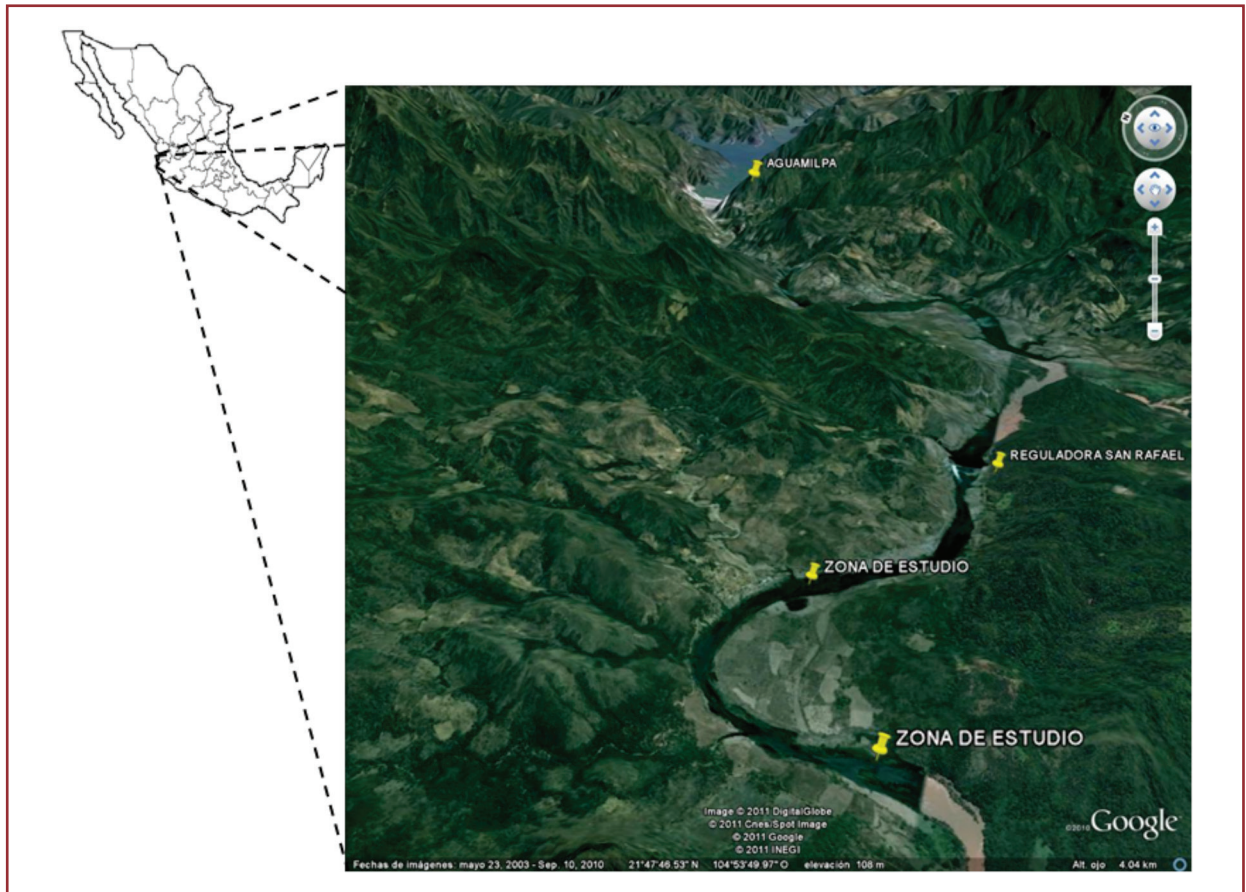 AGUAMILPA
REGULADORA SAN RAFAEL
ZONA DE ESTUDIO
ZONA DE ESTUDIO
Image © 2011 DigitalGlobe
© 2011 Cnes/Spot Image
© 2011 Google
© 2011 INEGI
©2010 Google
Fechas de imágenes: mayo 23, 2003 - Sep. 10, 2010 21°47'46.53" N 104°53'49.97" O elevación 108 m Alt. ojo 4.04 km